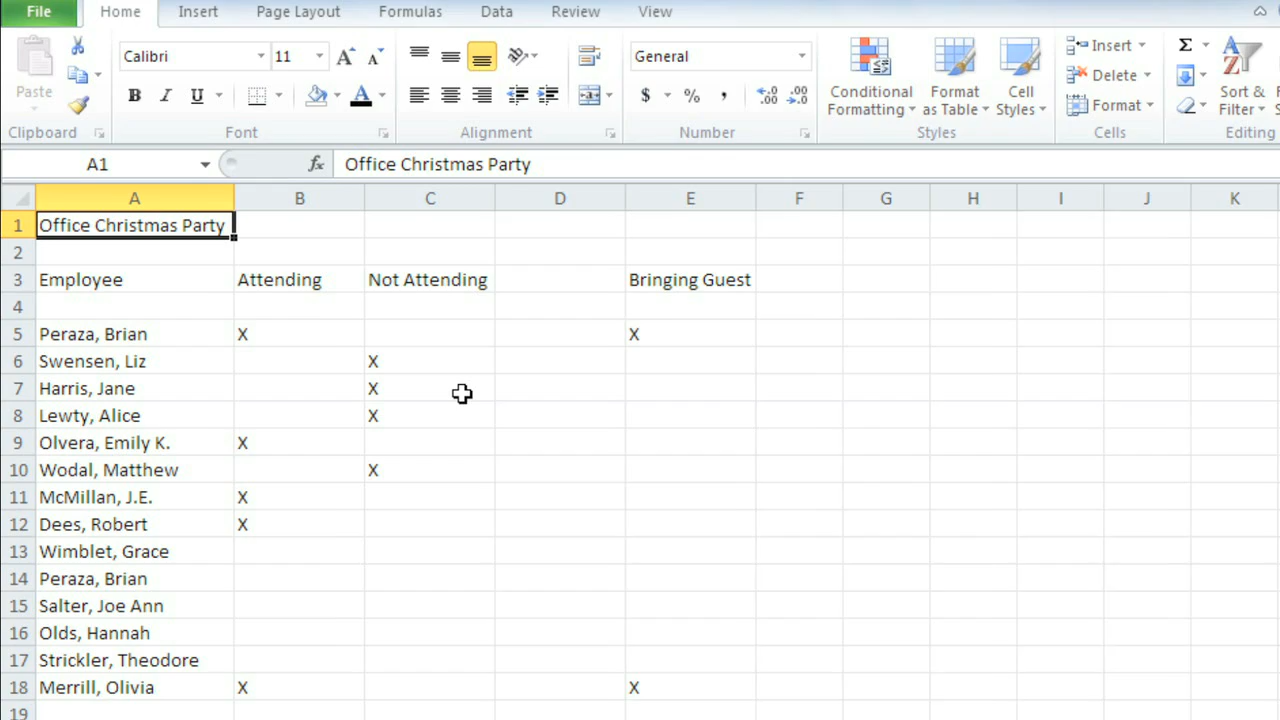 File Home Insert Page Layout Formulas Data Review View
Calibri 11 A A General Insert Σ
Paste B I U A $ % , .00 .00 Conditional Formatting Format as Table Cell Styles Delete Sort & Filter
Format
Clipboard Font Alignment Number Styles Cells Editing
A1 fx Office Christmas Party
A B C D E F G H I J K
1 Office Christmas Party
2
3 Employee Attending Not Attending Bringing Guest
4
5 Peraza, Brian X X
6 Swensen, Liz X
7 Harris, Jane X
8 Lewty, Alice X
9 Olvera, Emily K. X
10 Wodal, Matthew X
11 McMillan, J.E. X
12 Dees, Robert X
13 Wimblet, Grace
14 Peraza, Brian
15 Salter, Joe Ann
16 Olds, Hannah
17 Strickler, Theodore
18 Merrill, Olivia X X
19